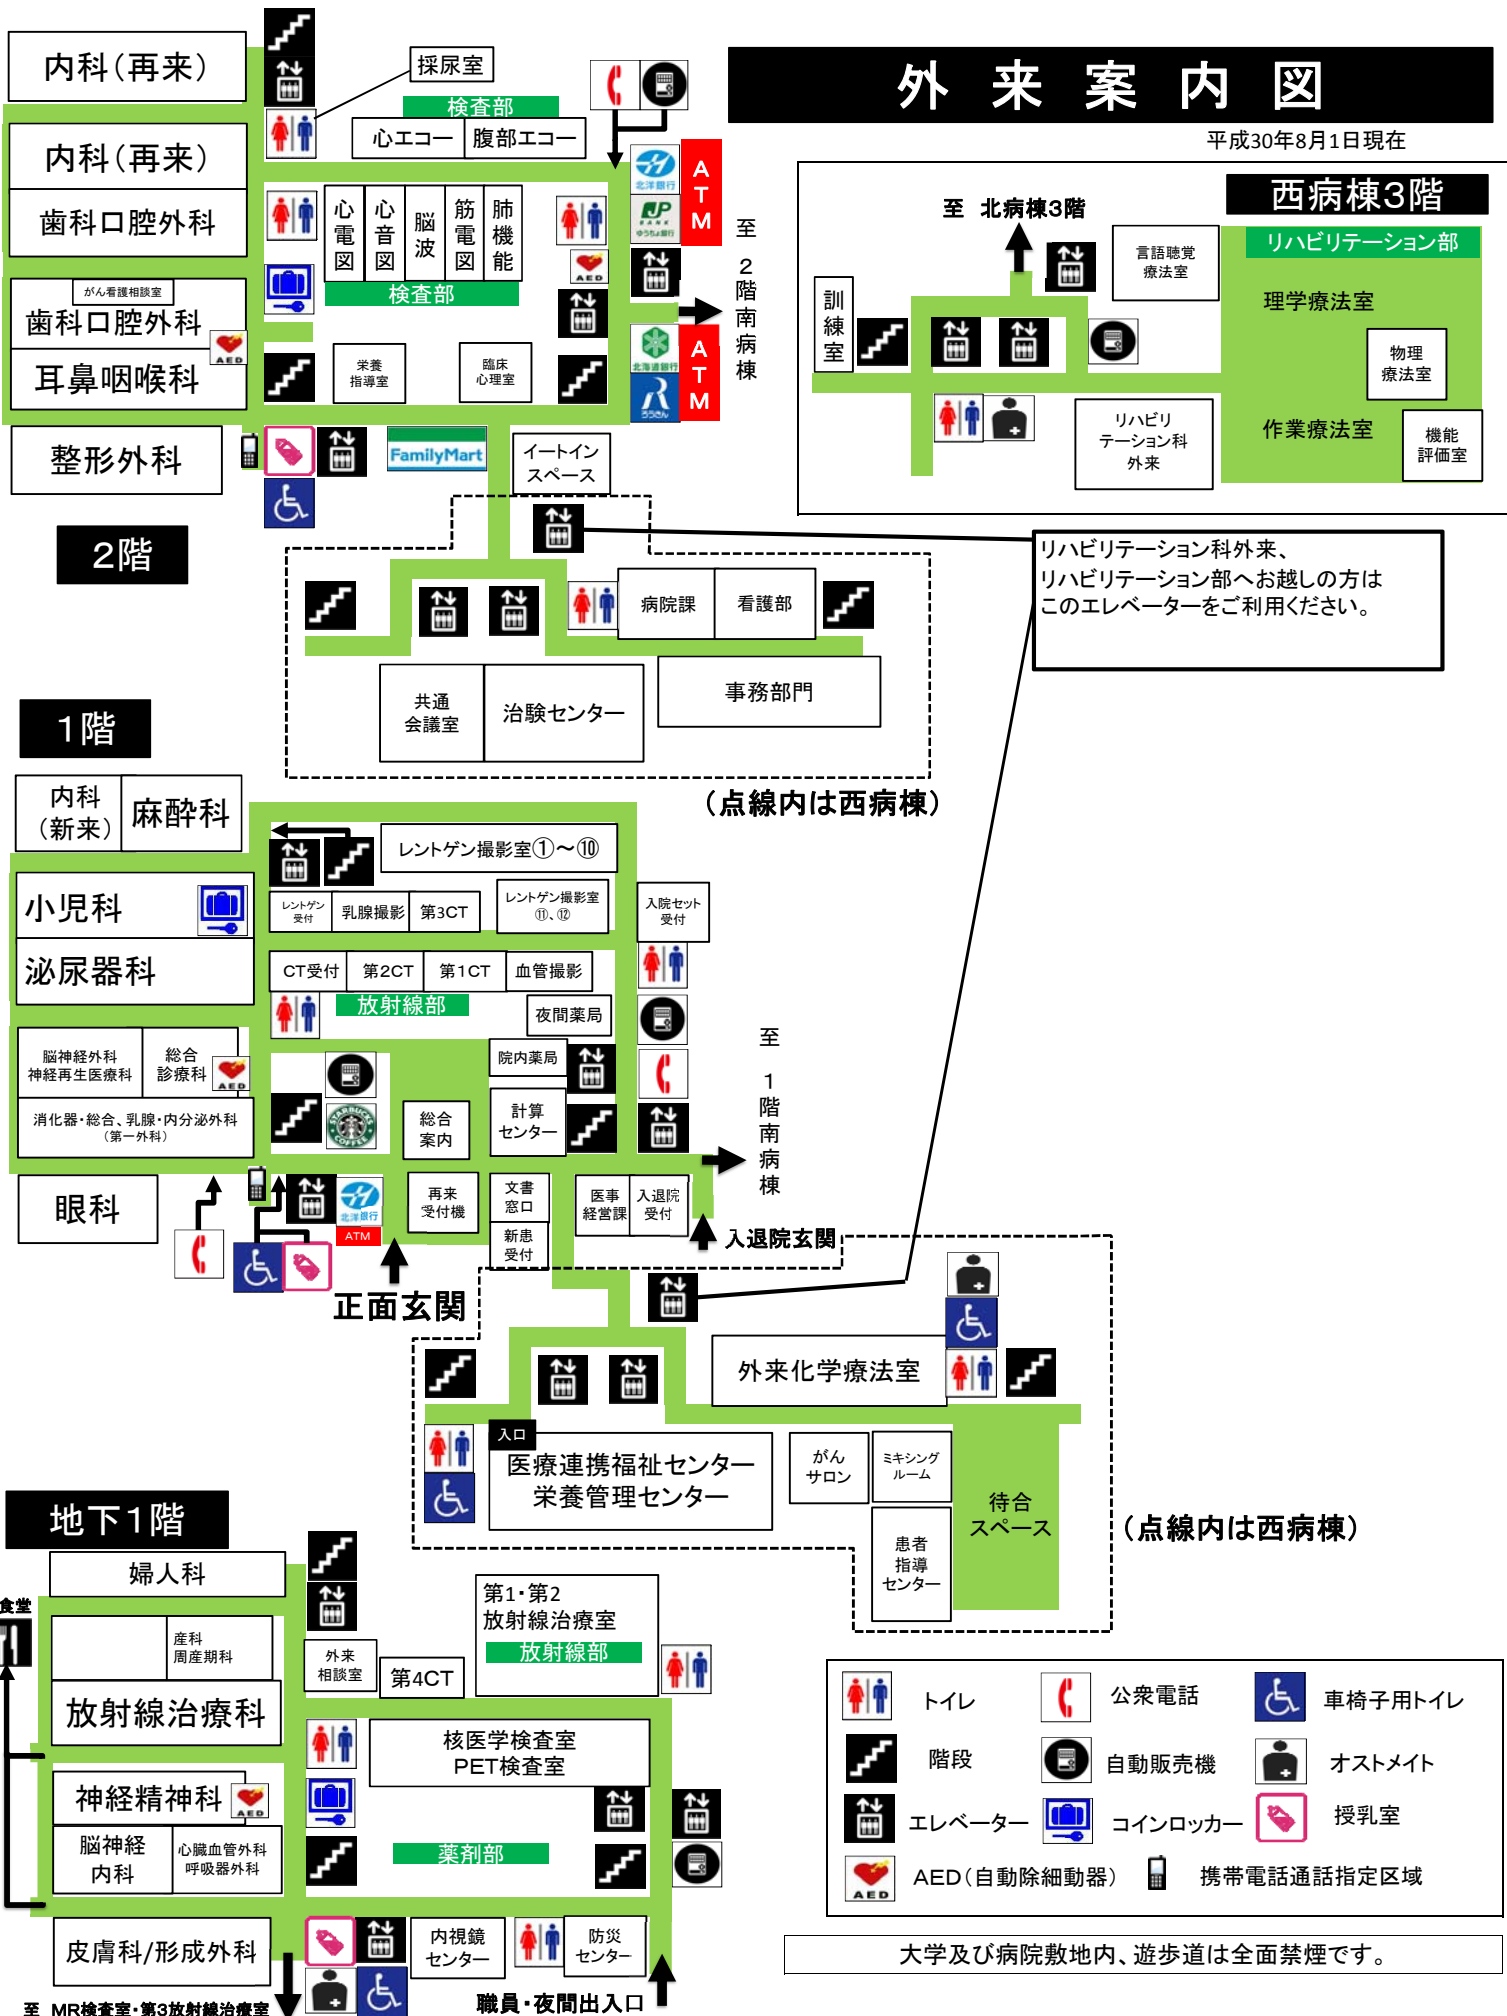 外来案内図
平成30年8月1日現在
内科(再来)
採尿室
検査部
心エコー
腹部エコー
内科(再来)
歯科口腔外科
心電図
心音図
脳波
筋電図
肺機能
検査部
北洋銀行
JP
BANK
ゆうちょ銀行
ATM
AED
至 2階南病棟
がん看護相談室
歯科口腔外科
AED
耳鼻咽喉科
栄養
指導室
臨床
心理室
北海道銀行
ろうきん
ATM
整形外科
FamilyMart
イートイン
スペース
2階
病院課
看護部
共通
会議室
治験センター
事務部門
(点線内は西病棟)
西病棟3階
至 北病棟3階
言語聴覚
療法室
リハビリテーション部
理学療法室
訓練室
物理
療法室
リハビリ
テーション科
外来
作業療法室
機能
評価室
リハビリテーション科外来、
リハビリテーション部へお越しの方は
このエレベーターをご利用ください。
1階
内科
(新来)
麻酔科
レントゲン撮影室①～⑩
小児科
レントゲン
受付
乳腺撮影
第3CT
レントゲン撮影室
⑪、⑫
入院セット
受付
泌尿器科
CT受付
第2CT
第1CT
血管撮影
放射線部
夜間薬局
脳神経外科
神経再生医療科
総合
診療科
AED
院内薬局
消化器・総合、乳腺・内分泌外科
(第一外科)
STARBUCKS
COFFEE
総合
案内
計算
センター
至 1階南病棟
眼科
北洋銀行
ATM
再来
受付機
文書
窓口
新患
受付
医事
経営課
入退院
受付
入退院玄関
正面玄関
外来化学療法室
入口
医療連携福祉センター
栄養管理センター
がん
サロン
ミキシング
ルーム
患者
指導
センター
待合
スペース
(点線内は西病棟)
地下1階
婦人科
食堂
産科
周産期科
外来
相談室
第4CT
第1・第2
放射線治療室
放射線部
放射線治療科
核医学検査室
PET検査室
神経精神科
AED
脳神経
内科
心臓血管外科
呼吸器外科
薬剤部
皮膚科/形成外科
内視鏡
センター
防災
センター
至 MR検査室・第3放射線治療室
職員・夜間出入口
トイレ
公衆電話
車椅子用トイレ
階段
自動販売機
オストメイト
エレベーター
コインロッカー
授乳室
AED
AED(自動除細動器)
携帯電話通話指定区域
大学及び病院敷地内、遊歩道は全面禁煙です。